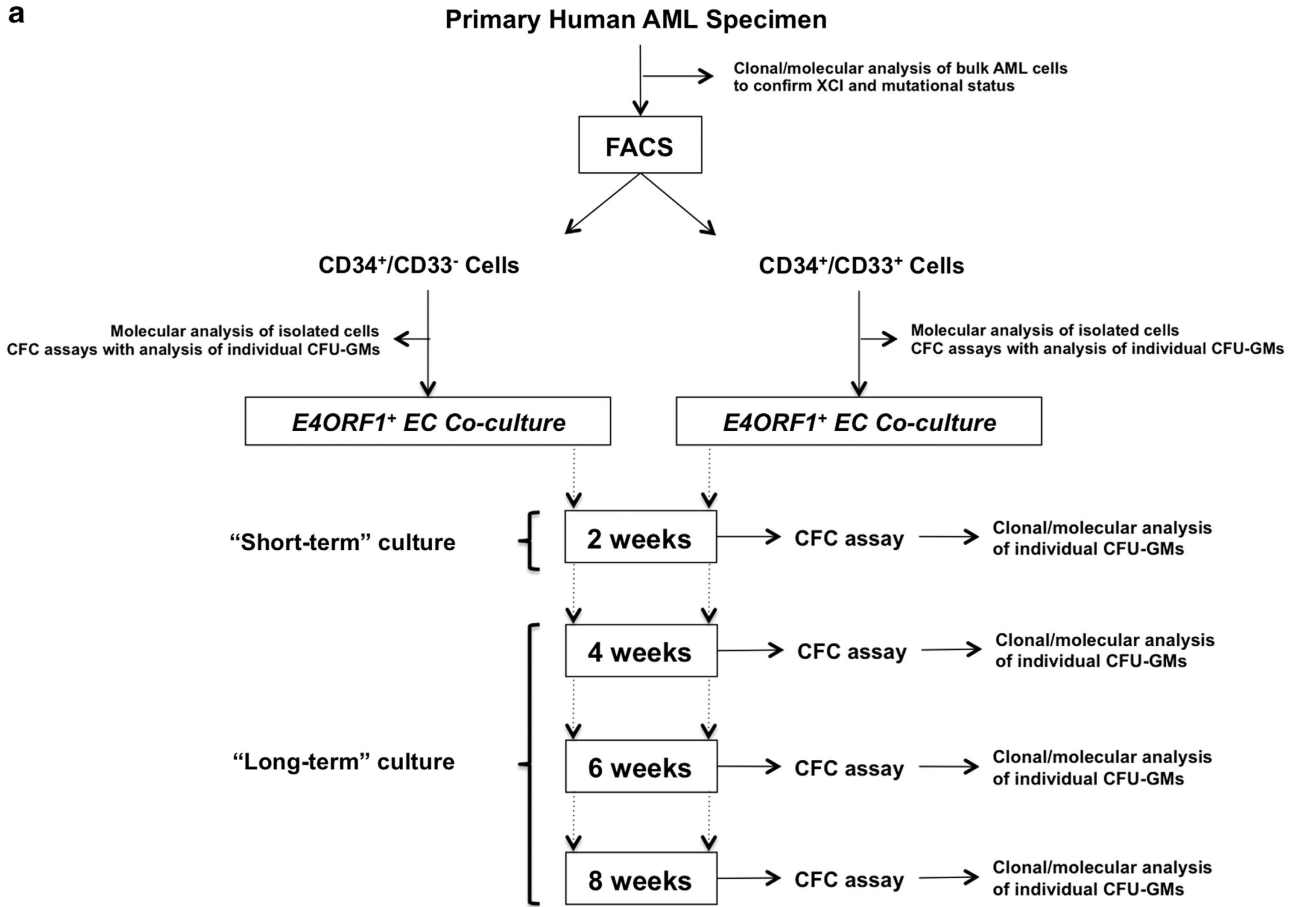 a
Primary Human AML Specimen
Clonal/molecular analysis of bulk AML cells
to confirm XCI and mutational status
FACS
CD34⁺/CD33⁻ Cells
CD34⁺/CD33⁺ Cells
Molecular analysis of isolated cells
CFC assays with analysis of individual CFU-GMs
Molecular analysis of isolated cells
CFC assays with analysis of individual CFU-GMs
E4ORF1⁺ EC Co-culture
E4ORF1⁺ EC Co-culture
“Short-term” culture
2 weeks
CFC assay
Clonal/molecular analysis
of individual CFU-GMs
4 weeks
CFC assay
Clonal/molecular analysis
of individual CFU-GMs
“Long-term” culture
6 weeks
CFC assay
Clonal/molecular analysis
of individual CFU-GMs
8 weeks
CFC assay
Clonal/molecular analysis
of individual CFU-GMs